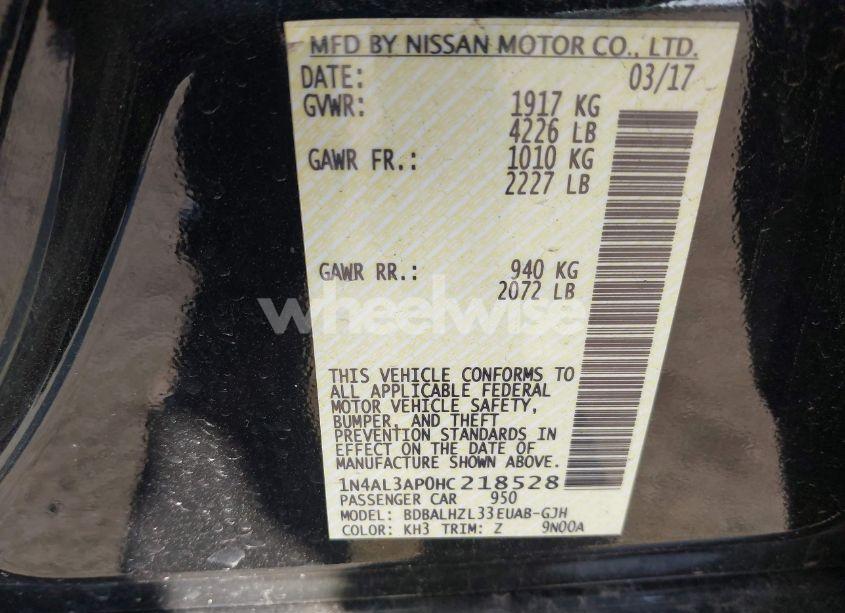 MFD BY NISSAN MOTOR CO., LTD.
DATE: 03/17
GVWR: 1917 KG
4226 LB
GAWR FR.: 1010 KG
2227 LB
GAWR RR.: 940 KG
2072 LB
wheelwise
THIS VEHICLE CONFORMS TO
ALL APPLICABLE FEDERAL
MOTOR VEHICLE SAFETY,
BUMPER, AND THEFT
PREVENTION STANDARDS IN
EFFECT ON THE DATE OF
MANUFACTURE SHOWN ABOVE.
1N4AL3AP0HC218528
PASSENGER CAR 950
MODEL: BDBALHZL33EUAB-GJH
COLOR: KH3 TRIM: Z 9N00A